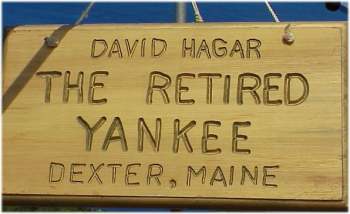 DAVID HAGAR
THE RETIRED
YANKEE
DEXTER, MAINE